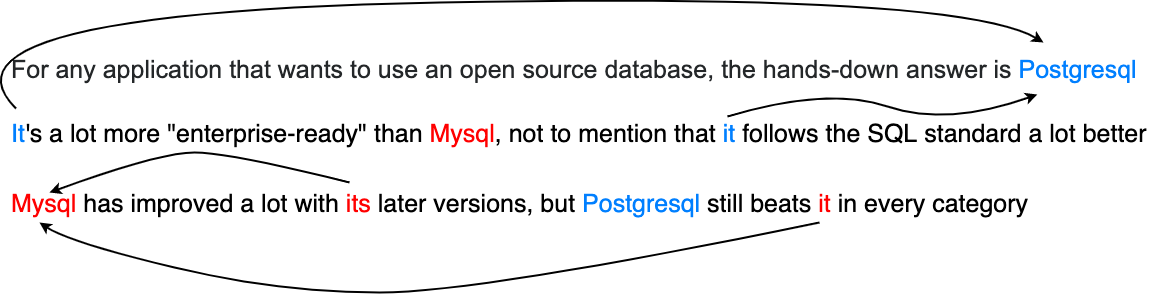 For any application that wants to use an open source database, the hands-down answer is Postgresql
It's a lot more "enterprise-ready" than Mysql, not to mention that it follows the SQL standard a lot better
Mysql has improved a lot with its later versions, but Postgresql still beats it in every category